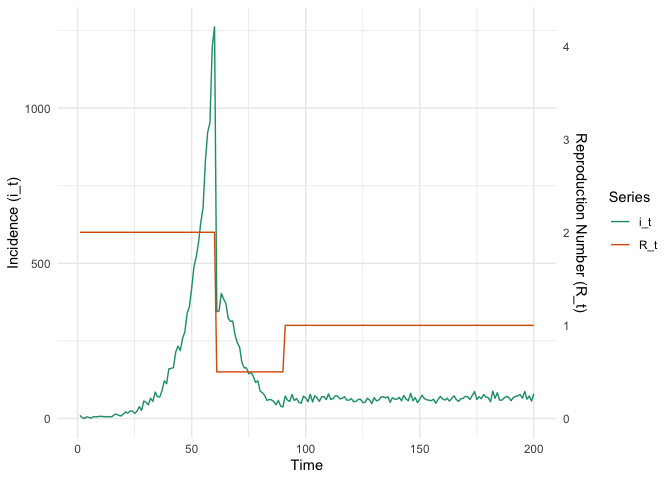 1000
500
0
Incidence (i_t)
4
3
2
1
0
Reproduction Number (R_t)
0
50
100
150
200
Time
Series
i_t
R_t